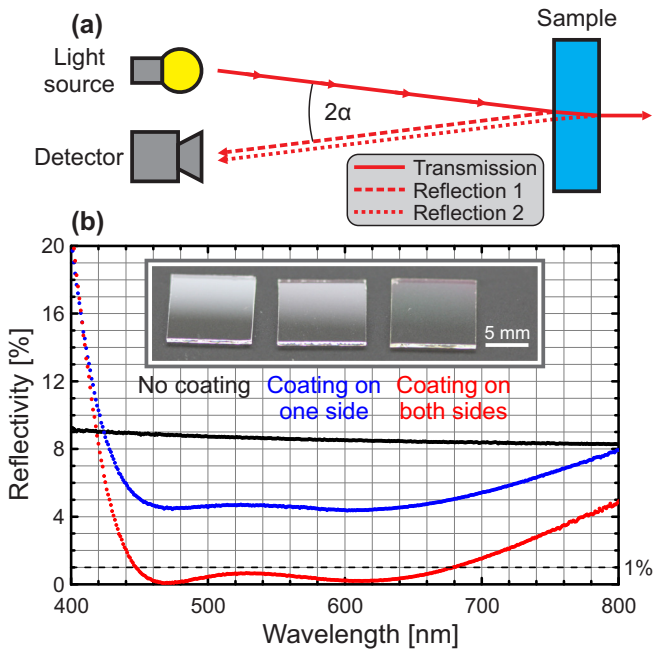 (a)
Sample
Light
source
2α
Detector
Transmission
Reflection 1
Reflection 2
(b)
20
16
12
8
4
0
Reflectivity [%]
5 mm
No coating
Coating on
one side
Coating on
both sides
1%
400
500
600
700
800
Wavelength [nm]